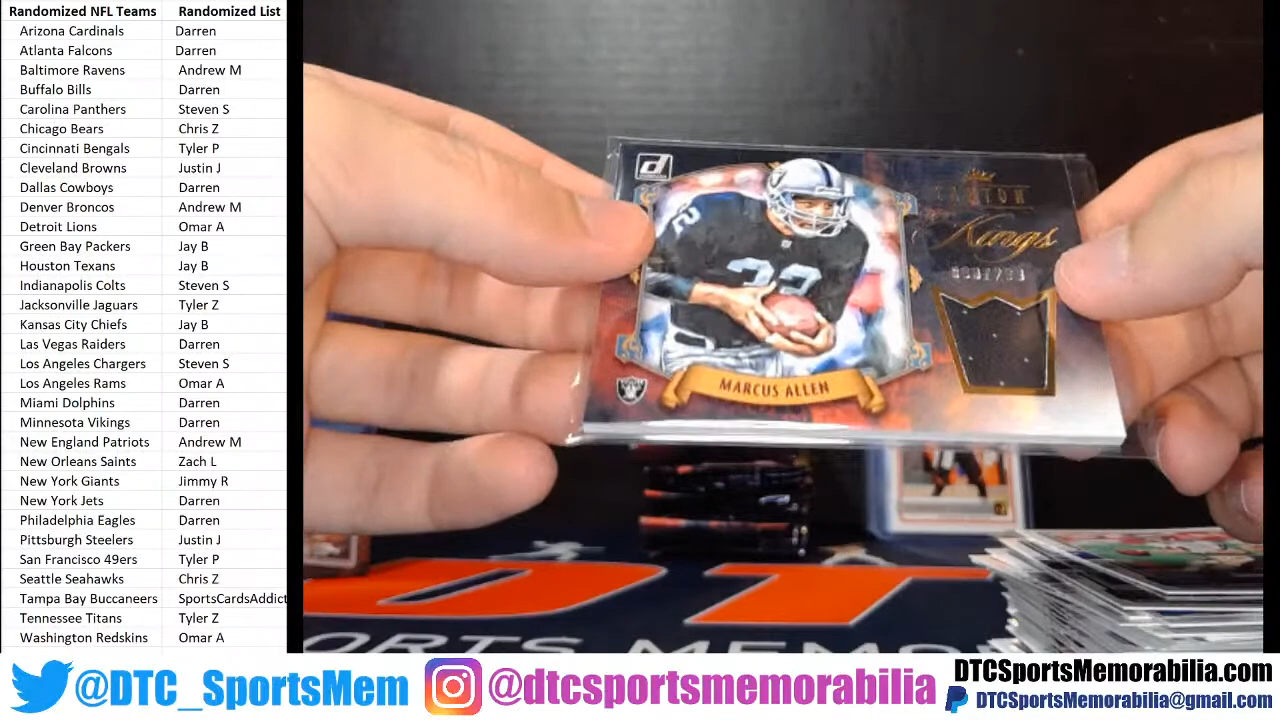 Randomized NFL Teams Randomized List
Arizona Cardinals Darren
Atlanta Falcons Darren
Baltimore Ravens Andrew M
Buffalo Bills Darren
Carolina Panthers Steven S
Chicago Bears Chris Z
Cincinnati Bengals Tyler P
Cleveland Browns Justin J
Dallas Cowboys Darren
Denver Broncos Andrew M
Detroit Lions Omar A
Green Bay Packers Jay B
Houston Texans Jay B
Indianapolis Colts Steven S
Jacksonville Jaguars Tyler Z
Kansas City Chiefs Jay B
Las Vegas Raiders Darren
Los Angeles Chargers Steven S
Los Angeles Rams Omar A
Miami Dolphins Darren
Minnesota Vikings Darren
New England Patriots Andrew M
New Orleans Saints Zach L
New York Giants Jimmy R
New York Jets Darren
Philadelphia Eagles Darren
Pittsburgh Steelers Justin J
San Francisco 49ers Tyler P
Seattle Seahawks Chris Z
Tampa Bay Buccaneers SportsCardsAddict
Tennessee Titans Tyler Z
Washington Redskins Omar A
d
Kings
32
MARCUS ALLEN
DT
ORTS MEMO
@DTC_SportsMem
@dtcsportsmemorabilia
DTCSportsMemorabilia.com
DTCSportsMemorabilia@gmail.com